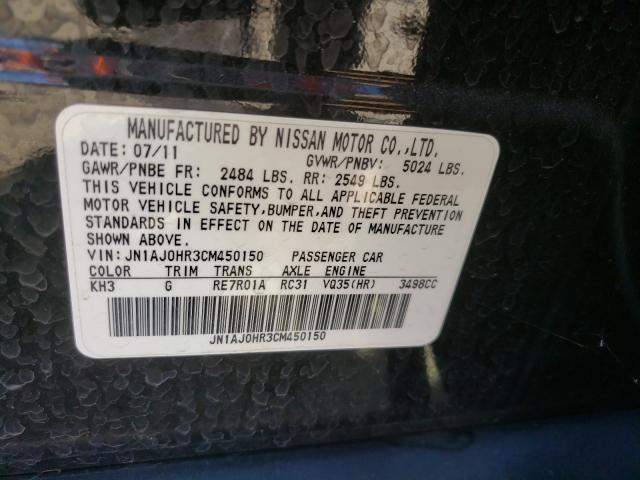 MANUFACTURED BY NISSAN MOTOR CO.,LTD.
DATE: 07/11 GVWR/PNBV: 5024 LBS.
GAWR/PNBE FR: 2484 LBS. RR: 2549 LBS.
THIS VEHICLE CONFORMS TO ALL APPLICABLE FEDERAL
MOTOR VEHICLE SAFETY,BUMPER,AND THEFT PREVENTION
STANDARDS IN EFFECT ON THE DATE OF MANUFACTURE
SHOWN ABOVE.
VIN: JN1AJ0HR3CM450150 PASSENGER CAR
COLOR TRIM TRANS AXLE ENGINE
KH3 G RE7R01A RC31 VQ35(HR) 3498CC
JN1AJ0HR3CM450150